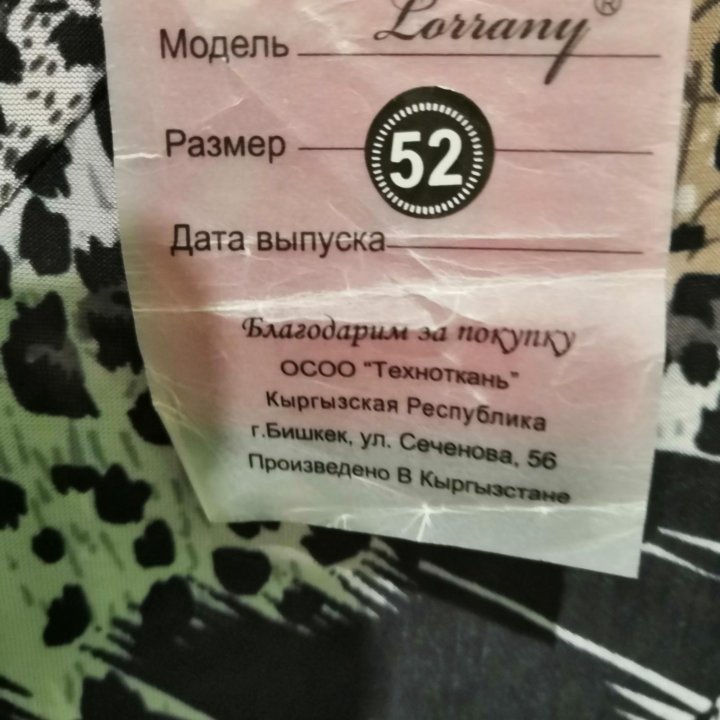 Модель Lorrany®
Размер 52
Дата выпуска
Благодарим за покупку
ОСОО "Техноткань"
Кыргызская Республика
г.Бишкек, ул. Сеченова, 56
Произведено В Кыргызстане